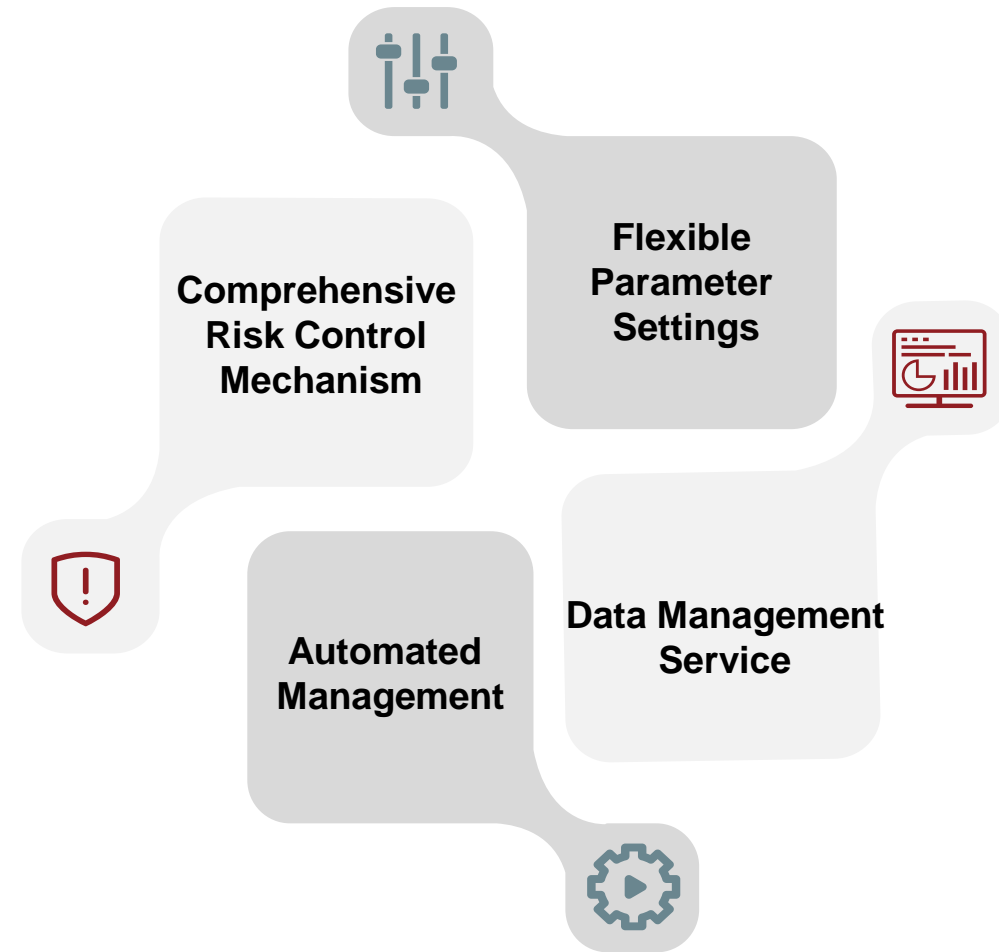 Flexible
Parameter
Settings
Comprehensive
Risk Control
Mechanism
Data Management
Service
Automated
Management